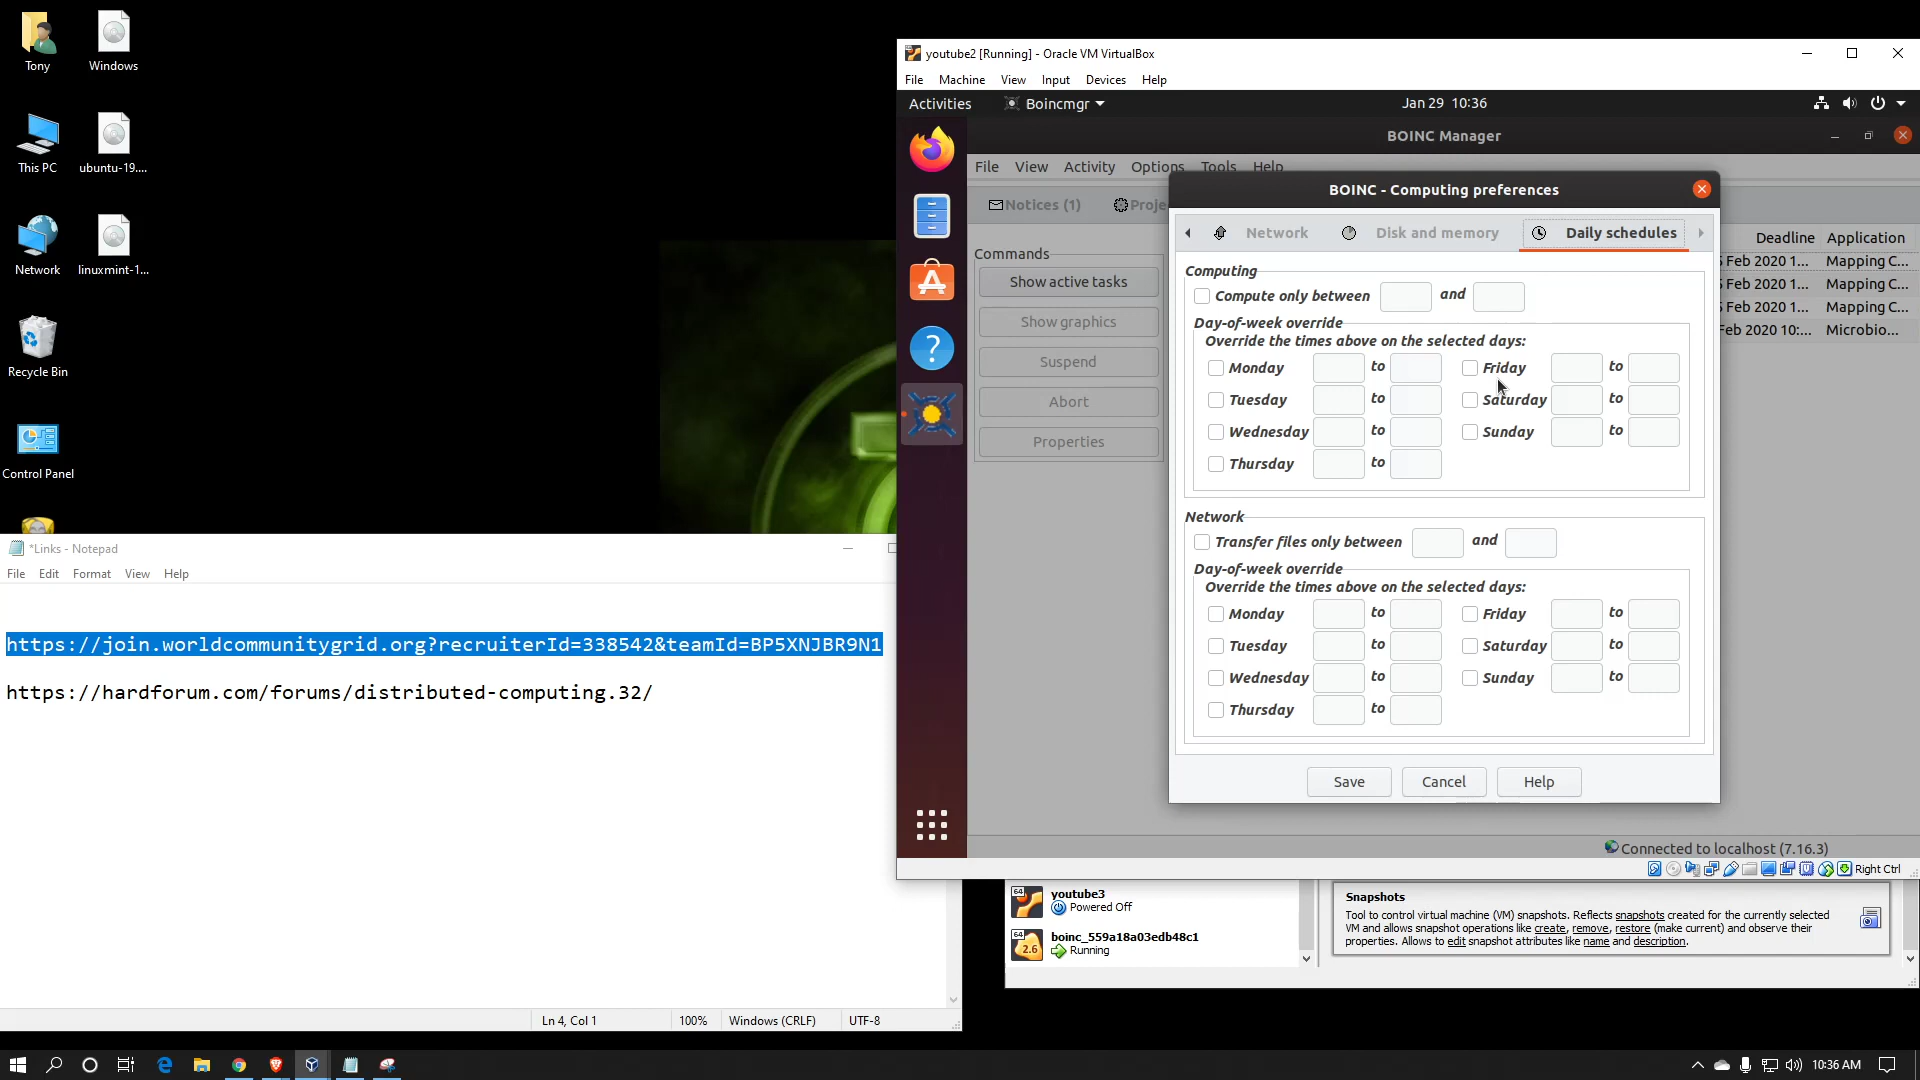 Tony
Windows
This PC
ubuntu-19....
Network
linuxmint-1...
Recycle Bin
Control Panel
*Links - Notepad
File Edit Format View Help
https://join.worldcommunitygrid.org?recruiterId=338542&teamId=BP5XNJBR9N1
https://hardforum.com/forums/distributed-computing.32/
Ln 4, Col 1 100% Windows (CRLF) UTF-8
youtube2 [Running] - Oracle VM VirtualBox
File Machine View Input Devices Help
Activities Boincmgr Jan 29 10:36
BOINC Manager
File View Activity Options Tools Help
Notices (1) Proje
Commands
Show active tasks
Show graphics
Suspend
Abort
Properties
Deadline Application
Feb 2020 1... Mapping C...
Feb 2020 1... Mapping C...
Feb 2020 1... Mapping C...
Feb 2020 10:... Microbio...
BOINC - Computing preferences
Network Disk and memory Daily schedules
Computing
Compute only between and
Day-of-week override
Override the times above on the selected days:
Monday to Friday to
Tuesday to Saturday to
Wednesday to Sunday to
Thursday to
Network
Transfer files only between and
Day-of-week override
Override the times above on the selected days:
Monday to Friday to
Tuesday to Saturday to
Wednesday to Sunday to
Thursday to
Save Cancel Help
Connected to localhost (7.16.3)
Right Ctrl
64
youtube3
Powered Off
64
2.6
boinc_559a18a03edb48c1
Running
Snapshots
Tool to control virtual machine (VM) snapshots. Reflects snapshots created for the currently selected
VM and allows snapshot operations like create, remove, restore (make current) and observe their
properties. Allows to edit snapshot attributes like name and description.
10:36 AM